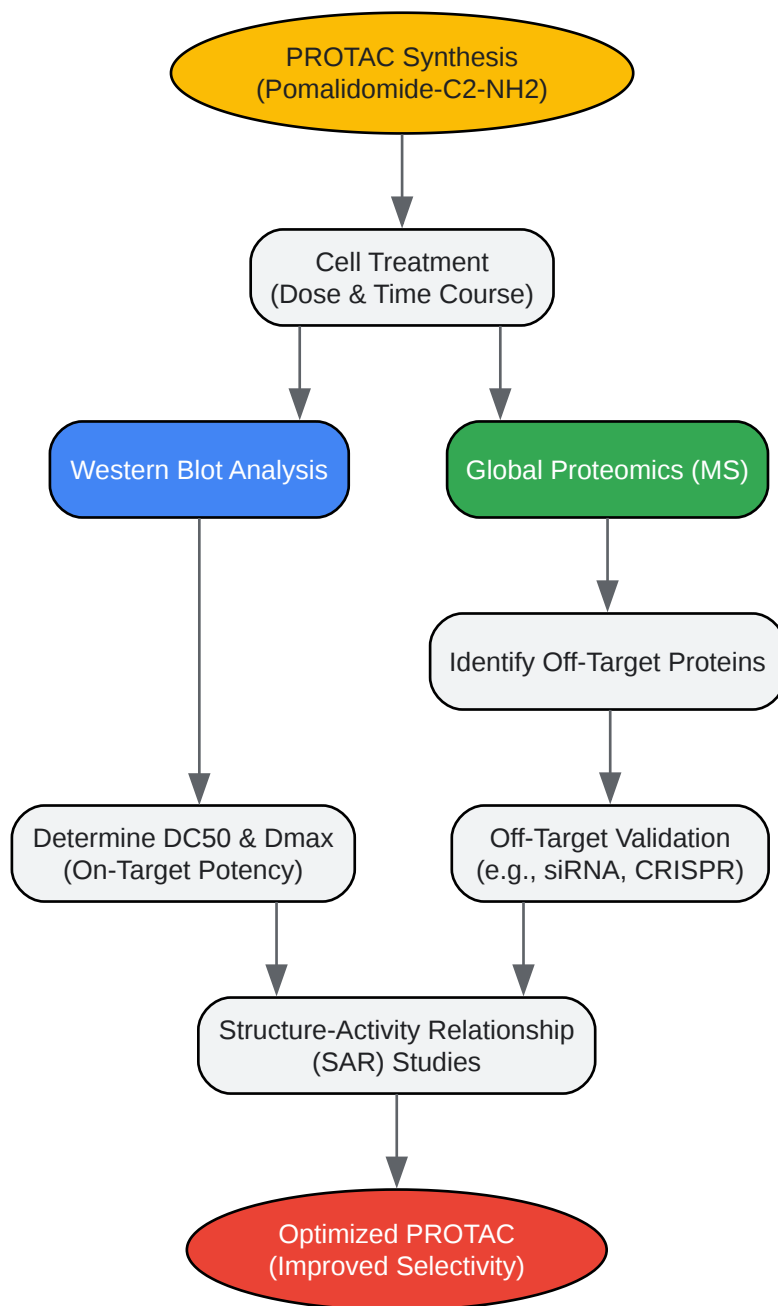 PROTAC Synthesis
(Pomalidomide-C2-NH2)
Cell Treatment
(Dose & Time Course)
Western Blot Analysis
Global Proteomics (MS)
Identify Off-Target Proteins
Determine DC50 & Dmax
(On-Target Potency)
Off-Target Validation
(e.g., siRNA, CRISPR)
Structure-Activity Relationship
(SAR) Studies
Optimized PROTAC
(Improved Selectivity)